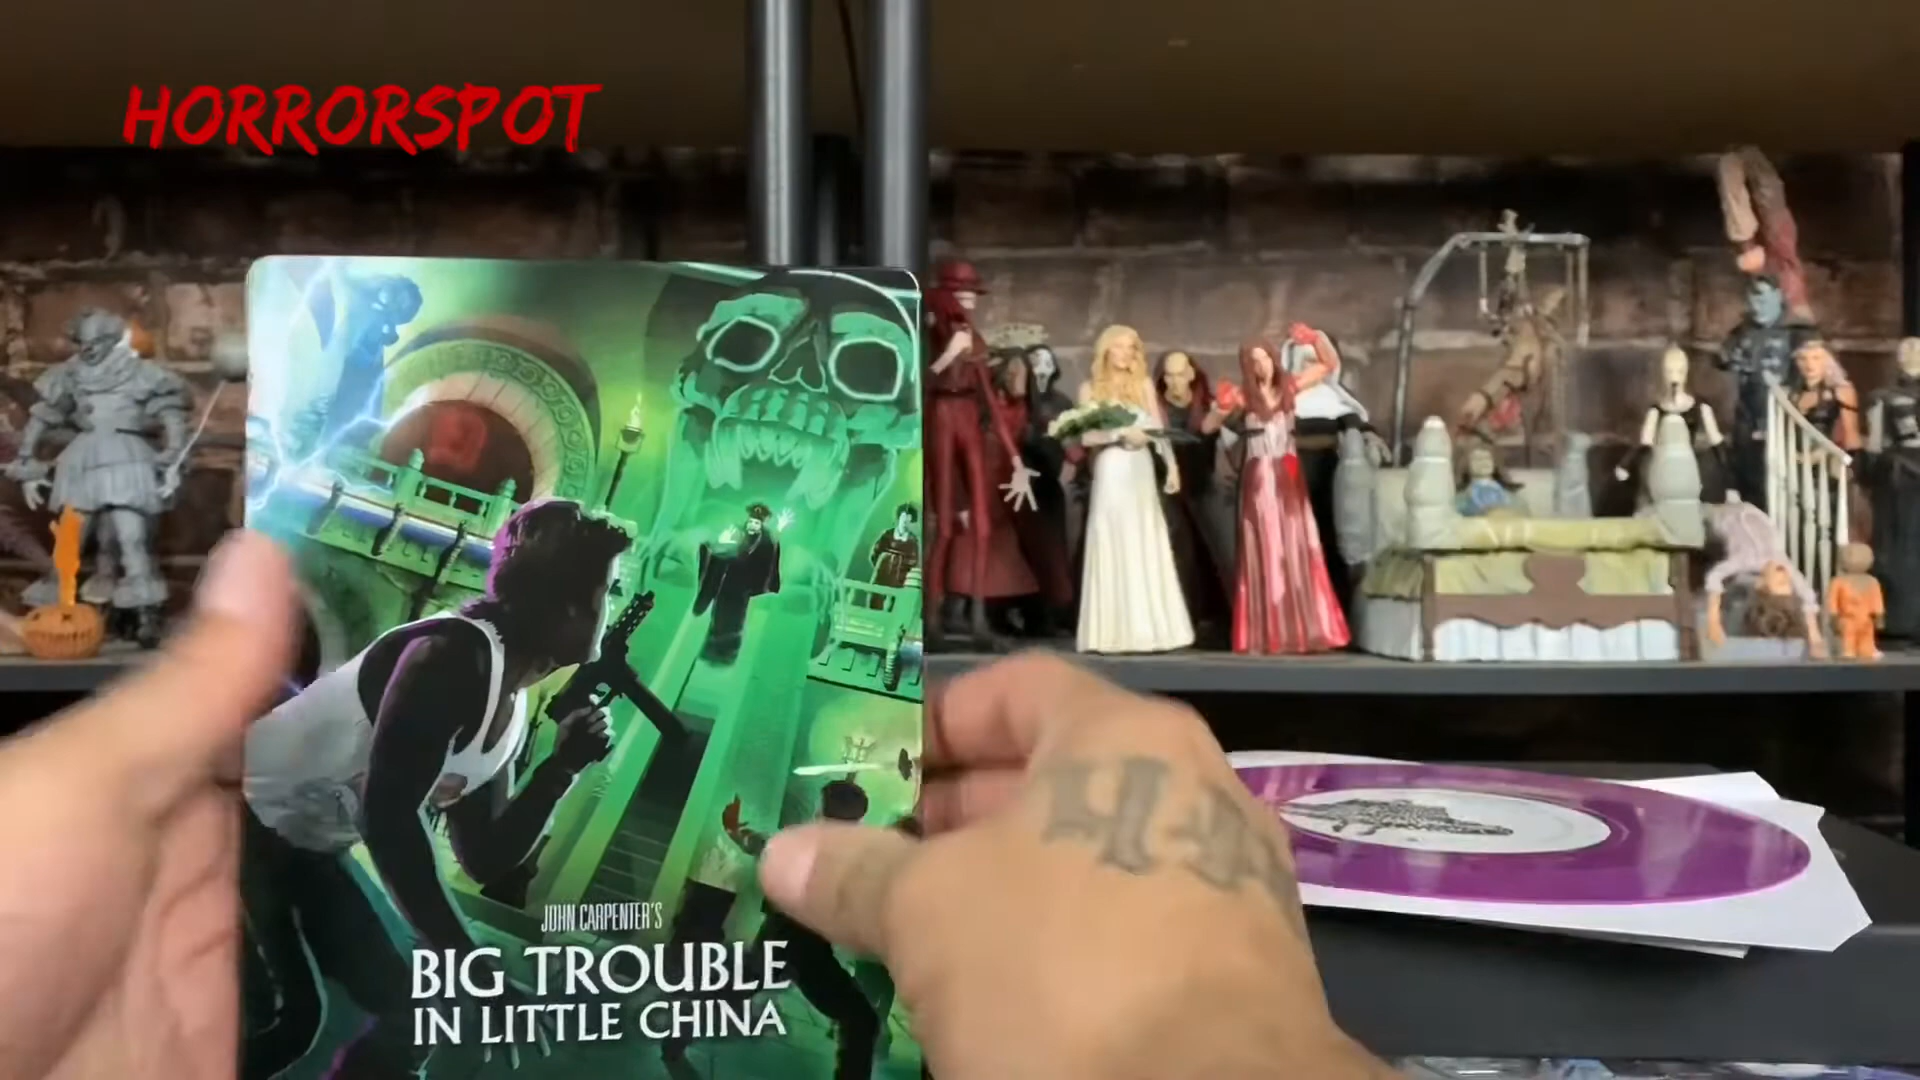 HORRORSPOT
JOHN CARPENTER'S
BIG TROUBLE
IN LITTLE CHINA